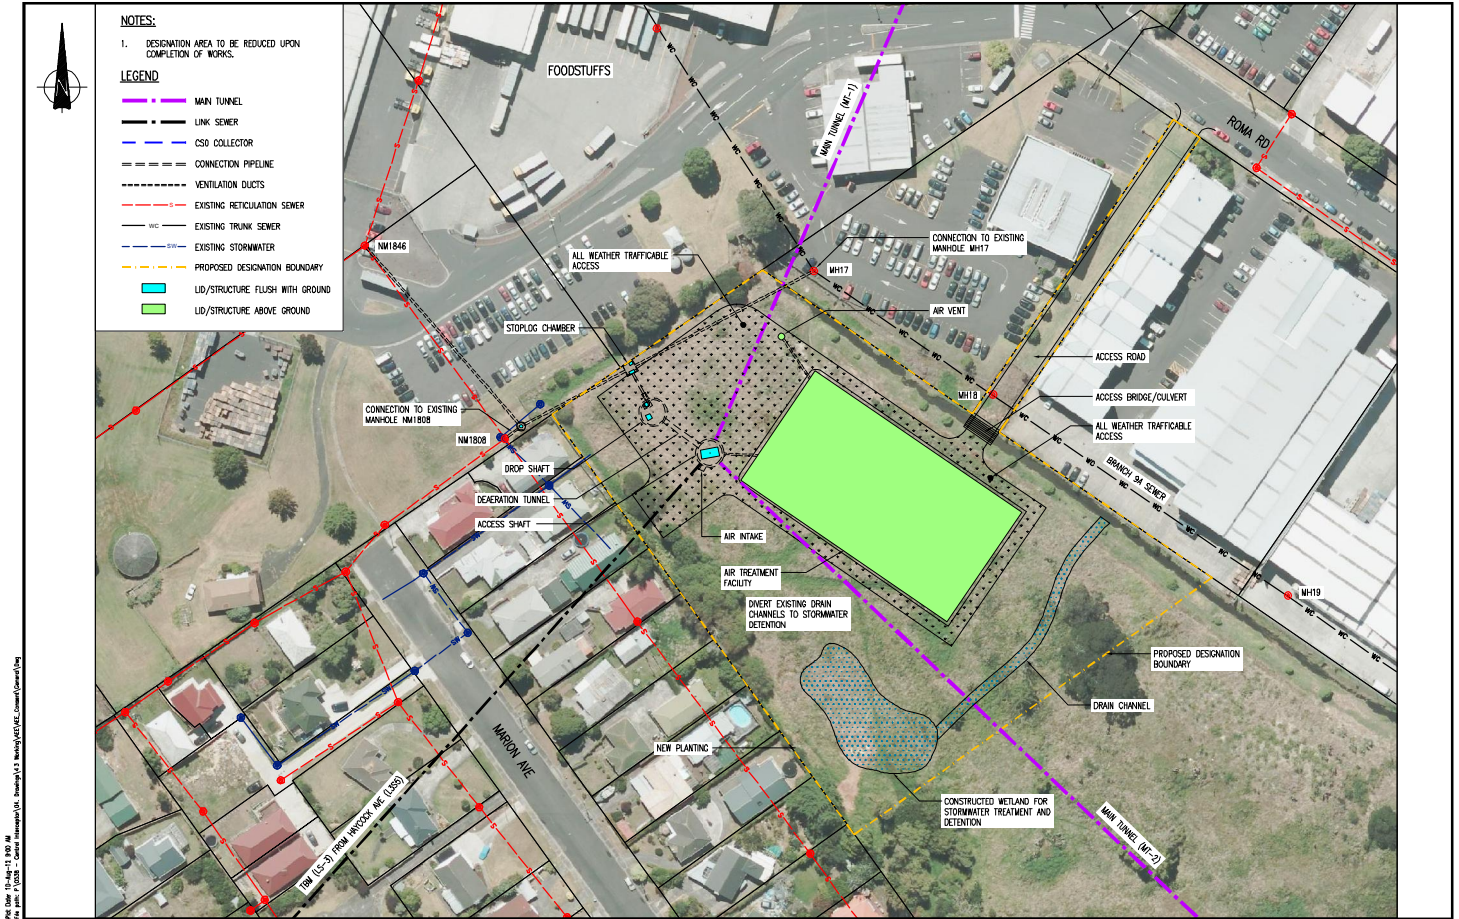 NOTES:
1. DESIGNATION AREA TO BE REDUCED UPON
COMPLETION OF WORKS.
LEGEND
MAIN TUNNEL
LINK SEWER
CSO COLLECTOR
CONNECTION PIPELINE
VENTILATION DUCTS
S EXISTING RETICULATION SEWER
WC EXISTING TRUNK SEWER
SW EXISTING STORMWATER
PROPOSED DESIGNATION BOUNDARY
LID/STRUCTURE FLUSH WITH GROUND
LID/STRUCTURE ABOVE GROUND
N
FOODSTUFFS
MAIN TUNNEL (MT-1)
ROMA RD
NM1846
ALL WEATHER TRAFFICABLE
ACCESS
CONNECTION TO EXISTING
MANHOLE MH17
MH17
AIR VENT
STOPLOG CHAMBER
ACCESS ROAD
MH18
ACCESS BRIDGE/CULVERT
CONNECTION TO EXISTING
MANHOLE NM1808
NM1808
ALL WEATHER TRAFFICABLE
ACCESS
BRANCH 9A SEWER
DROP SHAFT
DEAERATION TUNNEL
ACCESS SHAFT
AIR INTAKE
AIR TREATMENT
FACILITY
DIVERT EXISTING DRAIN
CHANNELS TO STORMWATER
DETENTION
MH19
PROPOSED DESIGNATION
BOUNDARY
DRAIN CHANNEL
MARION AVE
NEW PLANTING
CONSTRUCTED WETLAND FOR
STORMWATER TREATMENT AND
DETENTION
TBM (LS-3) FROM HAYCOCK AVE (L3S5)
MAIN TUNNEL (MT-2)